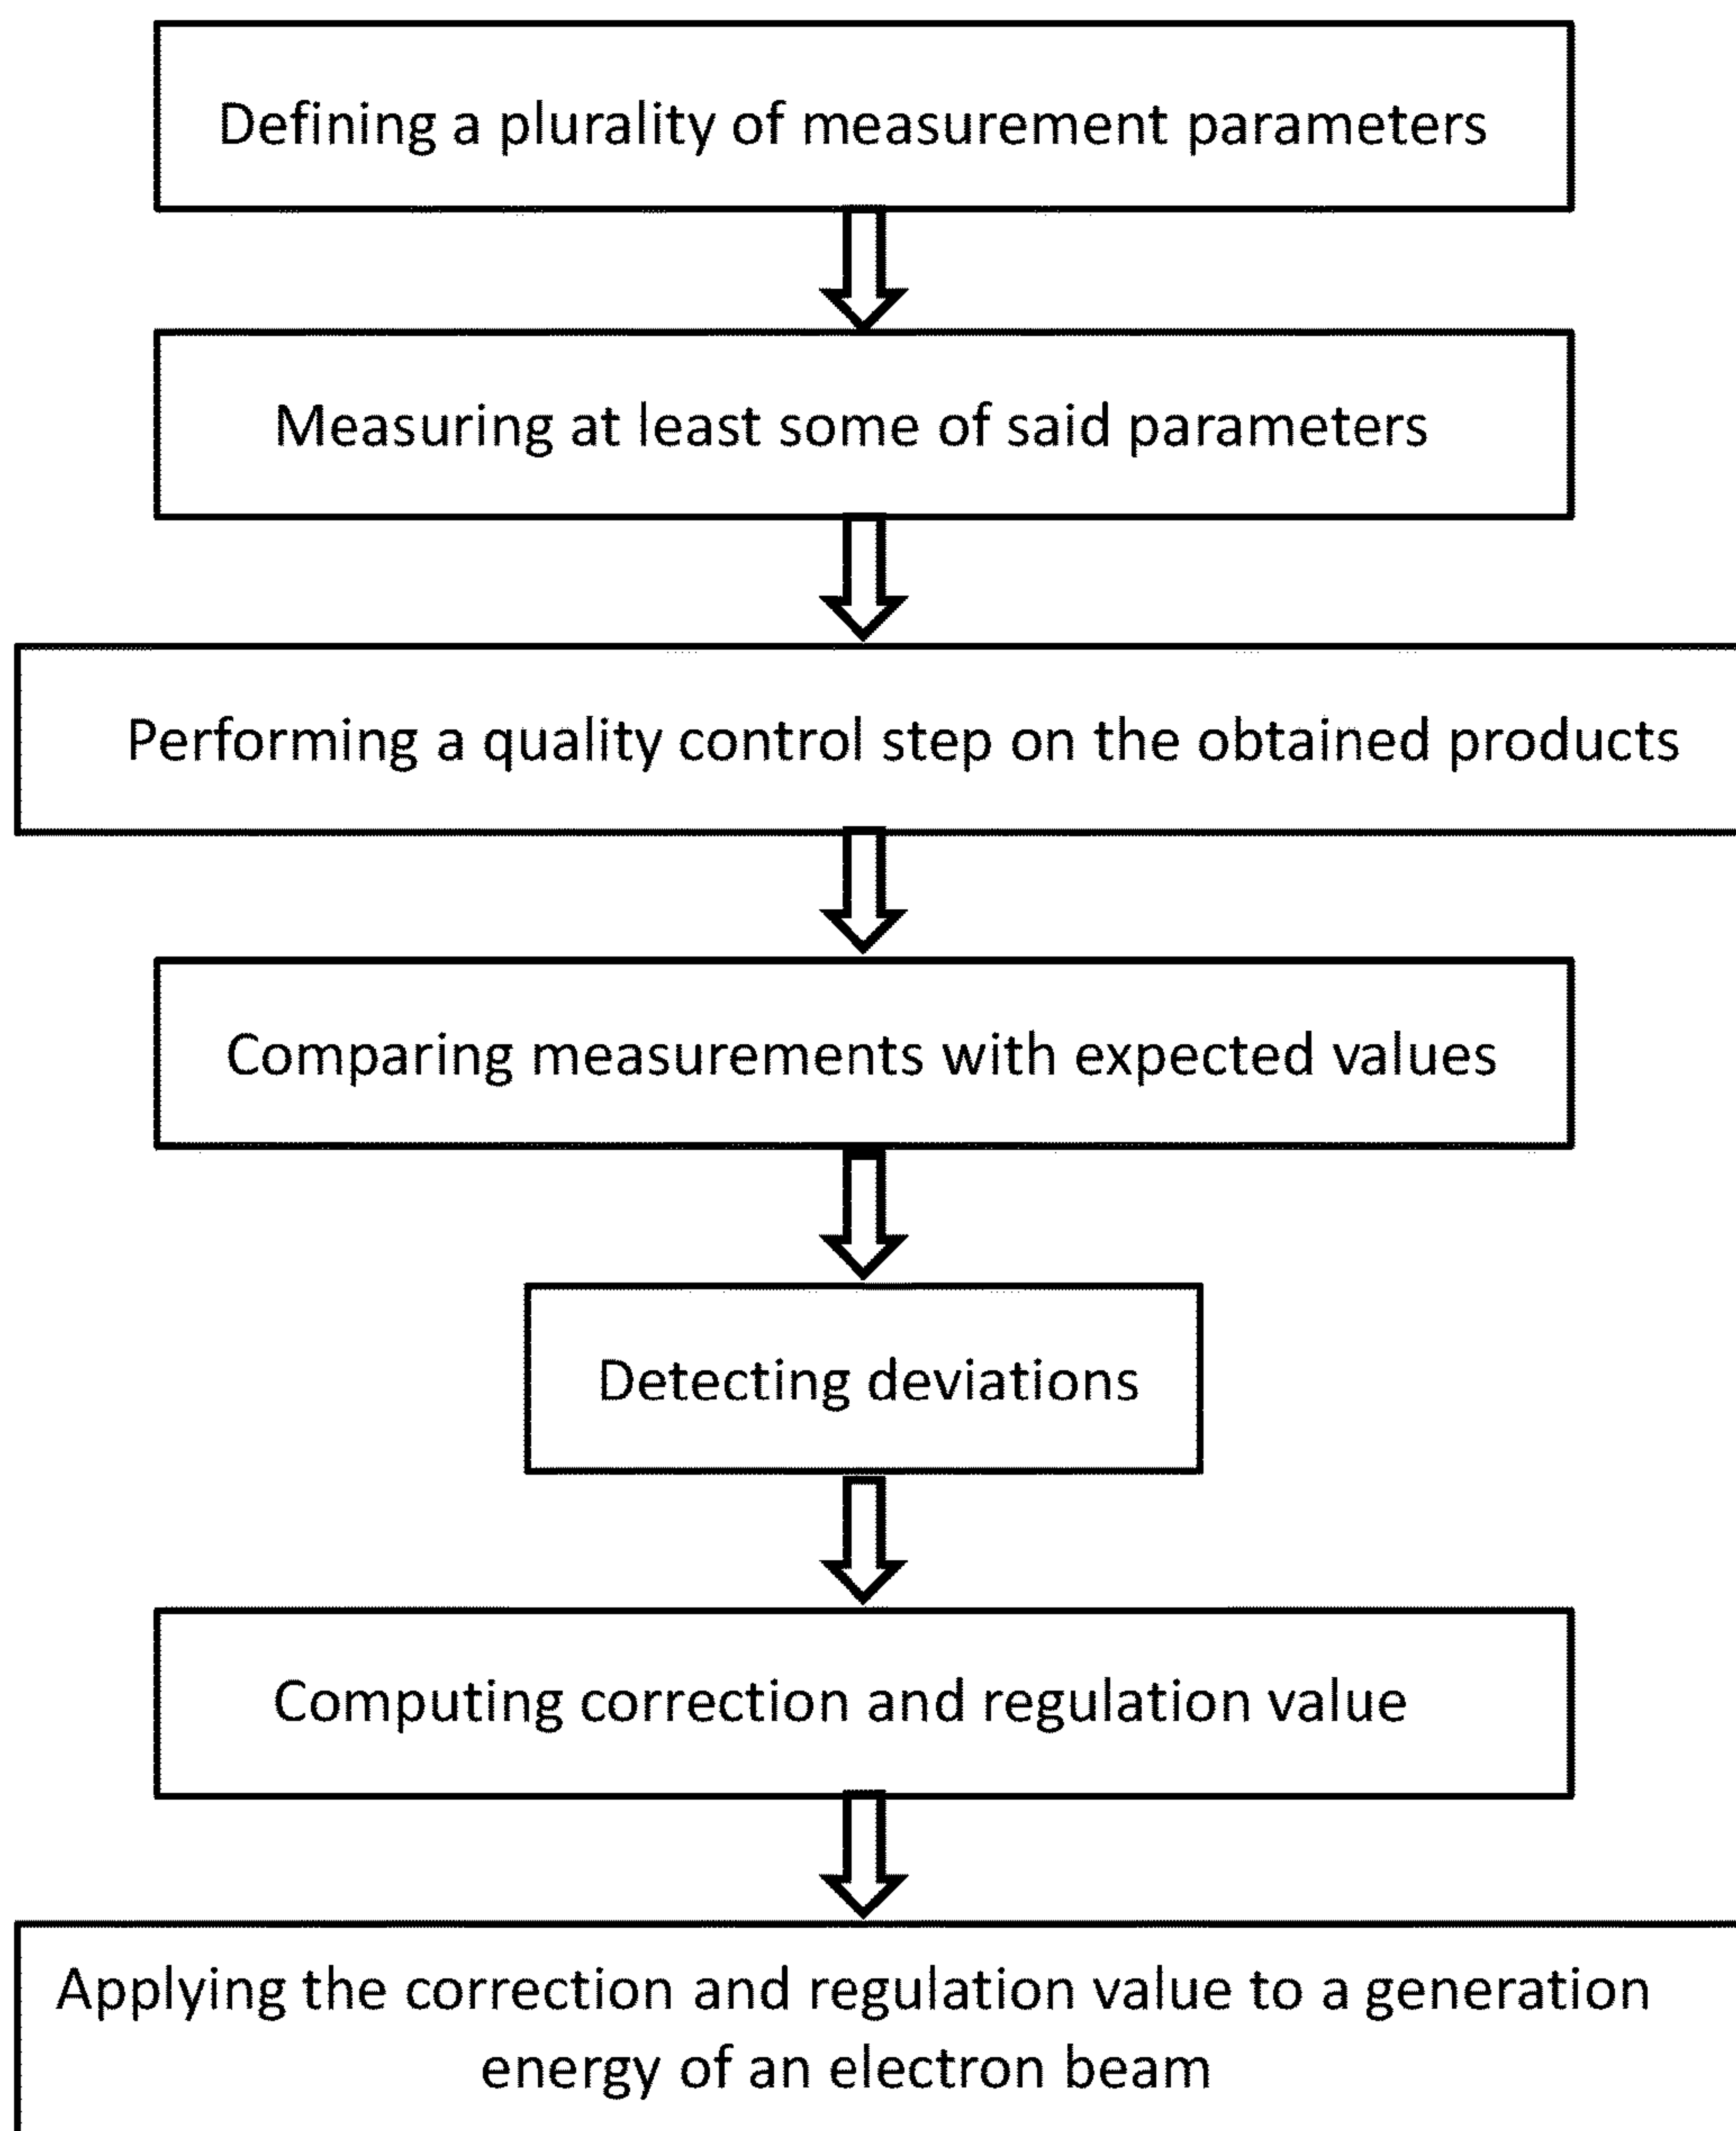 Defining a plurality of measurement parameters
Measuring at least some of said parameters
Performing a quality control step on the obtained products
Comparing measurements with expected values
Detecting deviations
Computing correction and regulation value
Applying the correction and regulation value to a generation
energy of an electron beam